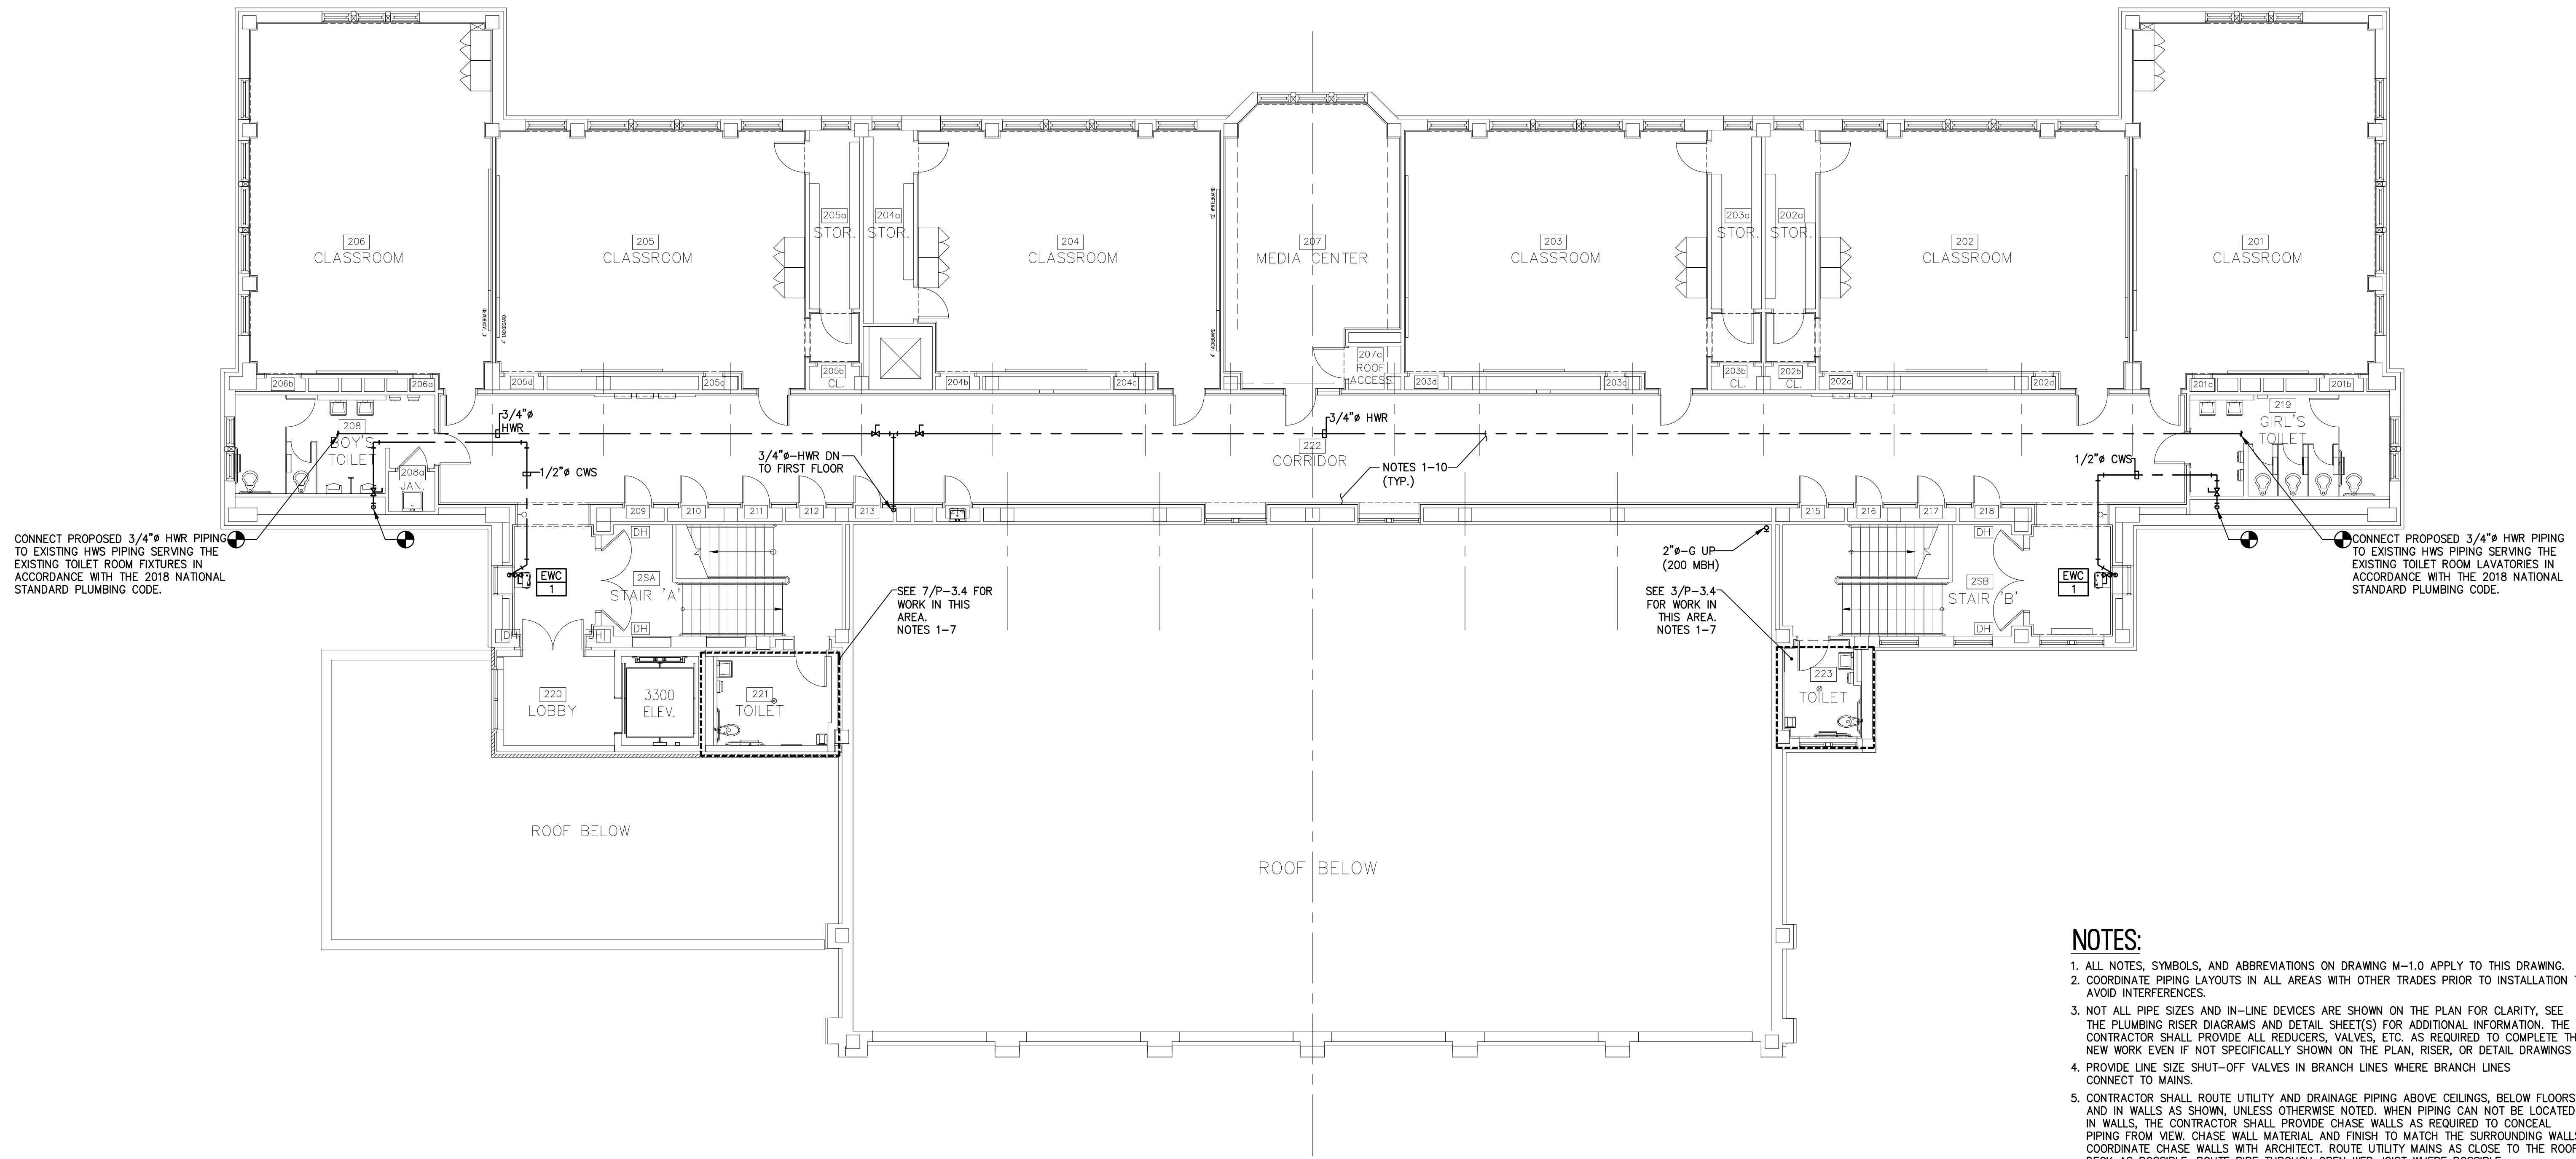 206
CLASSROOM
205
CLASSROOM
205a
STOR.
204a
STOR.
204
CLASSROOM
207
MEDIA CENTER
203
CLASSROOM
203a
STOR.
202a
STOR.
202
CLASSROOM
201
CLASSROOM
4' TACKBOARD
4' TACKBOARD
12' WHITEBOARD
4' TACKBOARD
206b
206a
205d
205c
205b
CL.
204b
204c
207a
ROOF
ACCESS
203d
203c
203b
CL.
202b
CL.
202c
202d
201a
201b
3/4"ø
HWR
208
BOY'S
TOILET
208a
JAN.
1/2"ø CWS
3/4"ø-HWR DN
TO FIRST FLOOR
3/4"ø HWR
222
CORRIDOR
NOTES 1-10
(TYP.)
1/2"ø CWS
219
GIRL'S
TOILET
209
210
211
212
213
215
216
217
218
CONNECT PROPOSED 3/4"ø HWR PIPING
TO EXISTING HWS PIPING SERVING THE
EXISTING TOILET ROOM FIXTURES IN
ACCORDANCE WITH THE 2018 NATIONAL
STANDARD PLUMBING CODE.
EWC
1
DH
2SA
STAIR 'A'
DH
DH
DH
2"ø-G UP
(200 MBH)
DH
2SB
STAIR 'B'
DH
EWC
1
CONNECT PROPOSED 3/4"ø HWR PIPING
TO EXISTING HWS PIPING SERVING THE
EXISTING TOILET ROOM LAVATORIES IN
ACCORDANCE WITH THE 2018 NATIONAL
STANDARD PLUMBING CODE.
SEE 7/P-3.4 FOR
WORK IN THIS
AREA.
NOTES 1-7
SEE 3/P-3.4
FOR WORK IN
THIS AREA.
NOTES 1-7
220
LOBBY
3300
ELEV.
221
TOILET
223
TOILET
ROOF BELOW
ROOF BELOW
NOTES:
1. ALL NOTES, SYMBOLS, AND ABBREVIATIONS ON DRAWING M-1.0 APPLY TO THIS DRAWING.
2. COORDINATE PIPING LAYOUTS IN ALL AREAS WITH OTHER TRADES PRIOR TO INSTALLATION
AVOID INTERFERENCES.
3. NOT ALL PIPE SIZES AND IN-LINE DEVICES ARE SHOWN ON THE PLAN FOR CLARITY, SEE
THE PLUMBING RISER DIAGRAMS AND DETAIL SHEET(S) FOR ADDITIONAL INFORMATION. THE
CONTRACTOR SHALL PROVIDE ALL REDUCERS, VALVES, ETC. AS REQUIRED TO COMPLETE TH
NEW WORK EVEN IF NOT SPECIFICALLY SHOWN ON THE PLAN, RISER, OR DETAIL DRAWINGS
4. PROVIDE LINE SIZE SHUT-OFF VALVES IN BRANCH LINES WHERE BRANCH LINES
CONNECT TO MAINS.
5. CONTRACTOR SHALL ROUTE UTILITY AND DRAINAGE PIPING ABOVE CEILINGS, BELOW FLOORS
AND IN WALLS AS SHOWN, UNLESS OTHERWISE NOTED. WHEN PIPING CAN NOT BE LOCATED
IN WALLS, THE CONTRACTOR SHALL PROVIDE CHASE WALLS AS REQUIRED TO CONCEAL
PIPING FROM VIEW. CHASE WALL MATERIAL AND FINISH TO MATCH THE SURROUNDING WALLS
COORDINATE CHASE WALLS WITH ARCHITECT. ROUTE UTILITY MAINS AS CLOSE TO THE ROOF